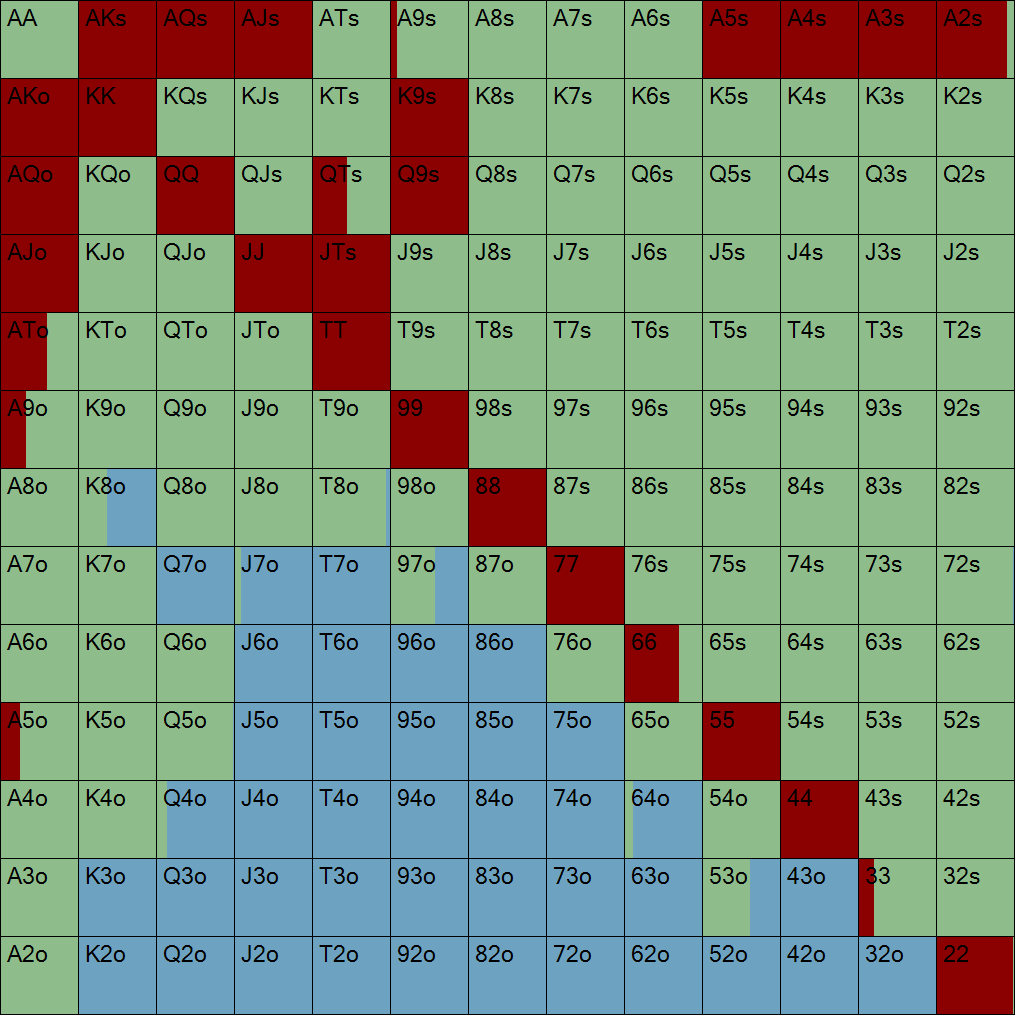 AA AKs AQs AJs ATs A9s A8s A7s A6s A5s A4s A3s A2s
AKo KK KQs KJs KTs K9s K8s K7s K6s K5s K4s K3s K2s
AQo KQo QQ QJs QTs Q9s Q8s Q7s Q6s Q5s Q4s Q3s Q2s
AJo KJo QJo JJ JTs J9s J8s J7s J6s J5s J4s J3s J2s
ATo KTo QTo JTo TT T9s T8s T7s T6s T5s T4s T3s T2s
A9o K9o Q9o J9o T9o 99 98s 97s 96s 95s 94s 93s 92s
A8o K8o Q8o J8o T8o 98o 88 87s 86s 85s 84s 83s 82s
A7o K7o Q7o J7o T7o 97o 87o 77 76s 75s 74s 73s 72s
A6o K6o Q6o J6o T6o 96o 86o 76o 66 65s 64s 63s 62s
A5o K5o Q5o J5o T5o 95o 85o 75o 65o 55 54s 53s 52s
A4o K4o Q4o J4o T4o 94o 84o 74o 64o 54o 44 43s 42s
A3o K3o Q3o J3o T3o 93o 83o 73o 63o 53o 43o 33 32s
A2o K2o Q2o J2o T2o 92o 82o 72o 62o 52o 42o 32o 22